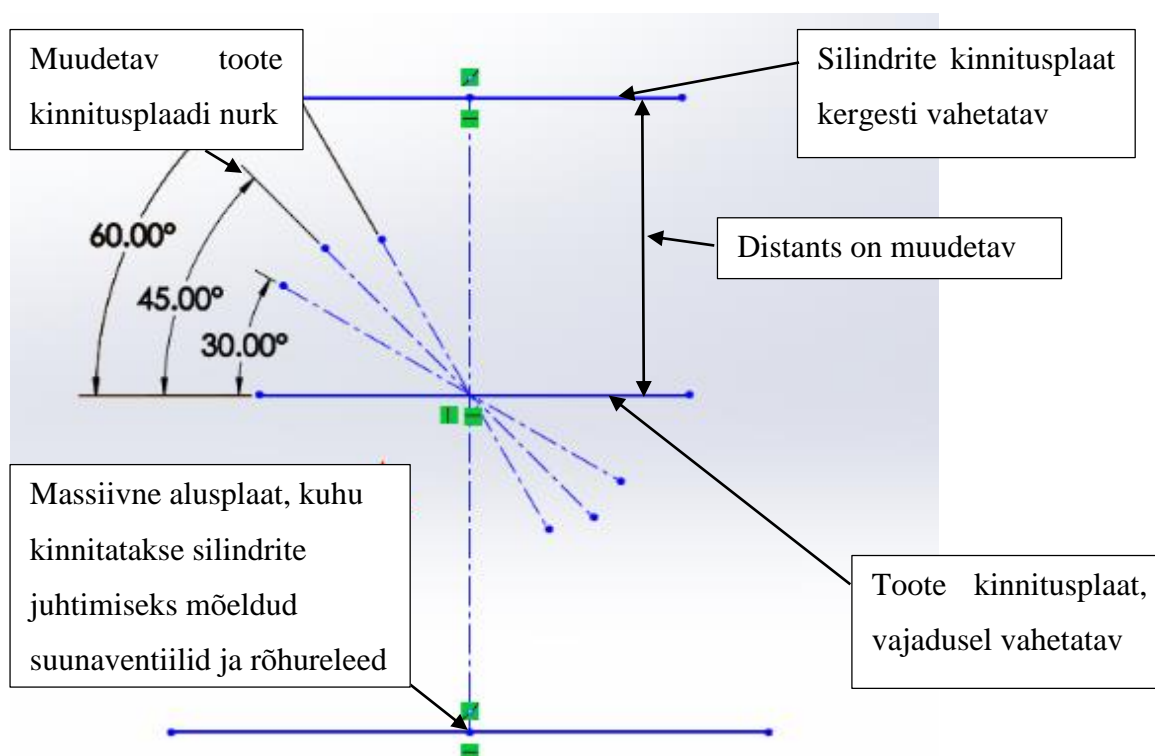 Muudetav toote
kinnitusplaadi nurk
Silindrite kinnitusplaat
kergesti vahetatav
60.00°
45.00°
30.00°
Distants on muudetav
Massiivne alusplaat, kuhu
kinnitatakse silindrite
juhtimiseks mõeldud
suunaventiilid ja rõhureleed
Toote kinnitusplaat,
vajadusel vahetatav